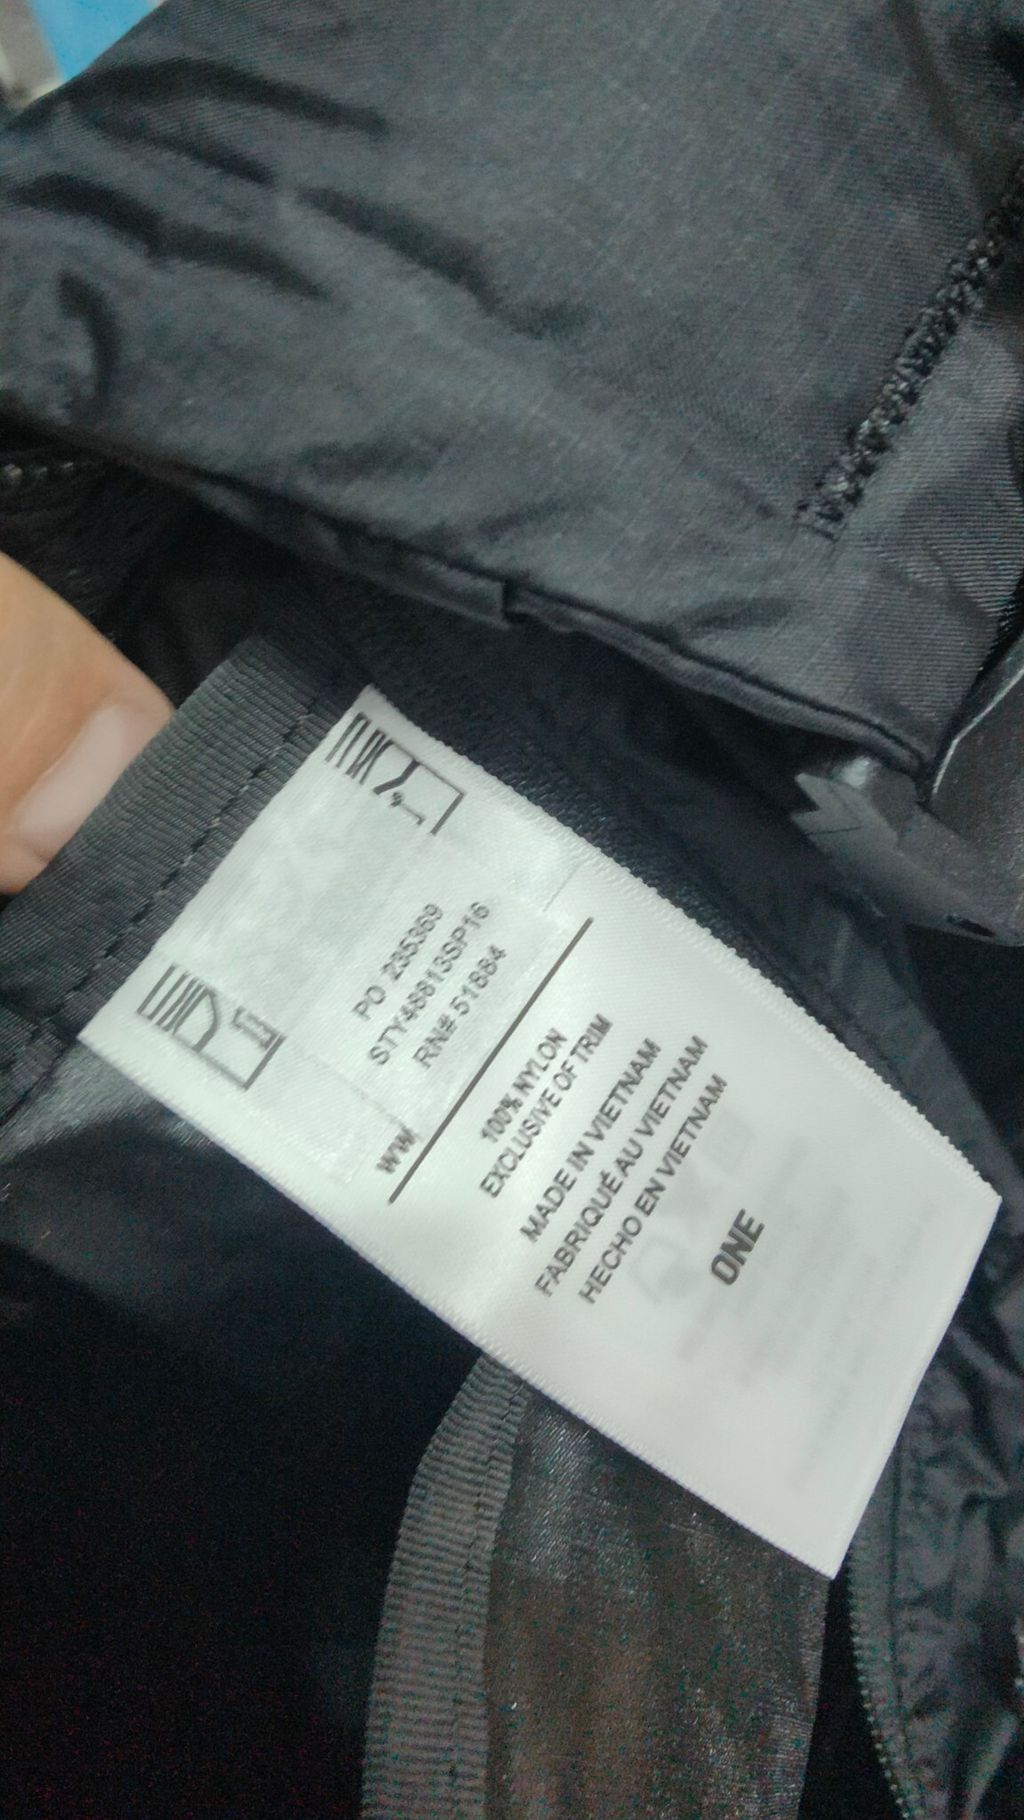 PO 235369
STY48813SP16
RN# 51884
WW
100% NYLON
EXCLUSIVE OF TRIM
MADE IN VIETNAM
FABRIQUÉ AU VIETNAM
HECHO EN VIETNAM
ONE